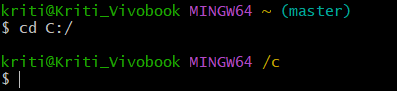 kriti@Kriti_Vivobook MINGW64 ~ (master)
$ cd C:/
kriti@Kriti_Vivobook MINGW64 /c
$